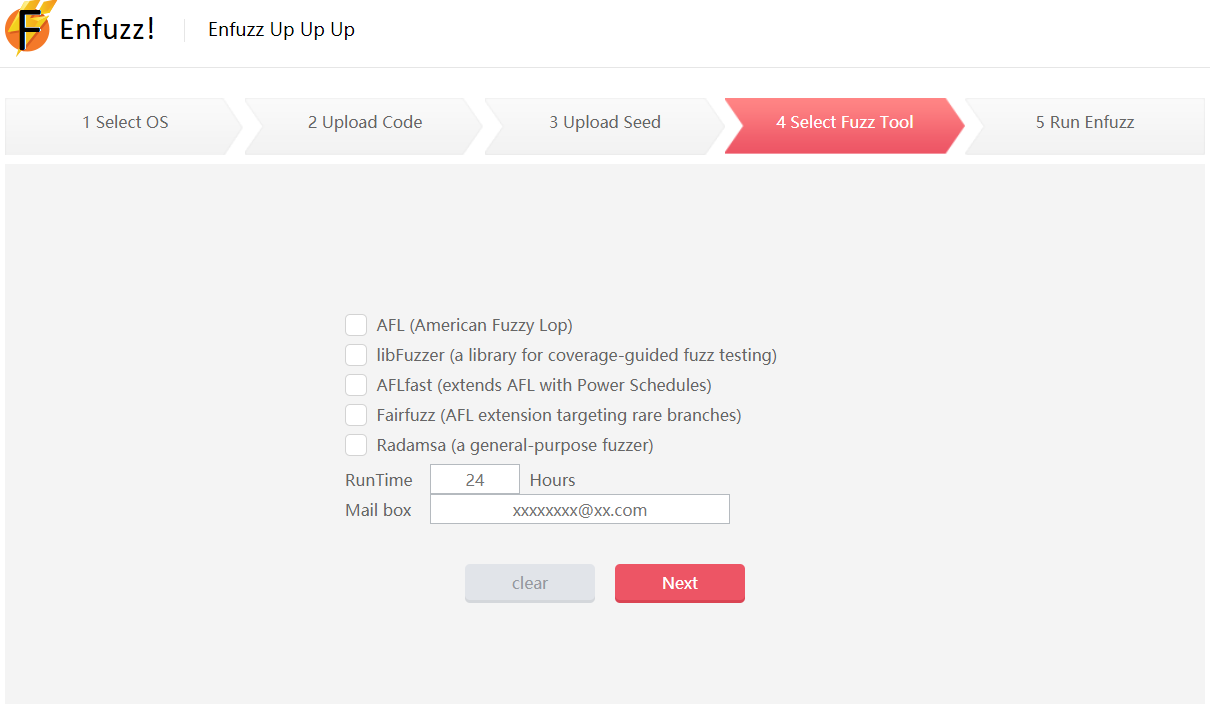 F Enfuzz! Enfuzz Up Up Up
1 Select OS 2 Upload Code 3 Upload Seed 4 Select Fuzz Tool 5 Run Enfuzz
AFL (American Fuzzy Lop)
libFuzzer (a library for coverage-guided fuzz testing)
AFLfast (extends AFL with Power Schedules)
Fairfuzz (AFL extension targeting rare branches)
Radamsa (a general-purpose fuzzer)
RunTime 24 Hours
Mail box xxxxxxxx@xx.com
clear Next